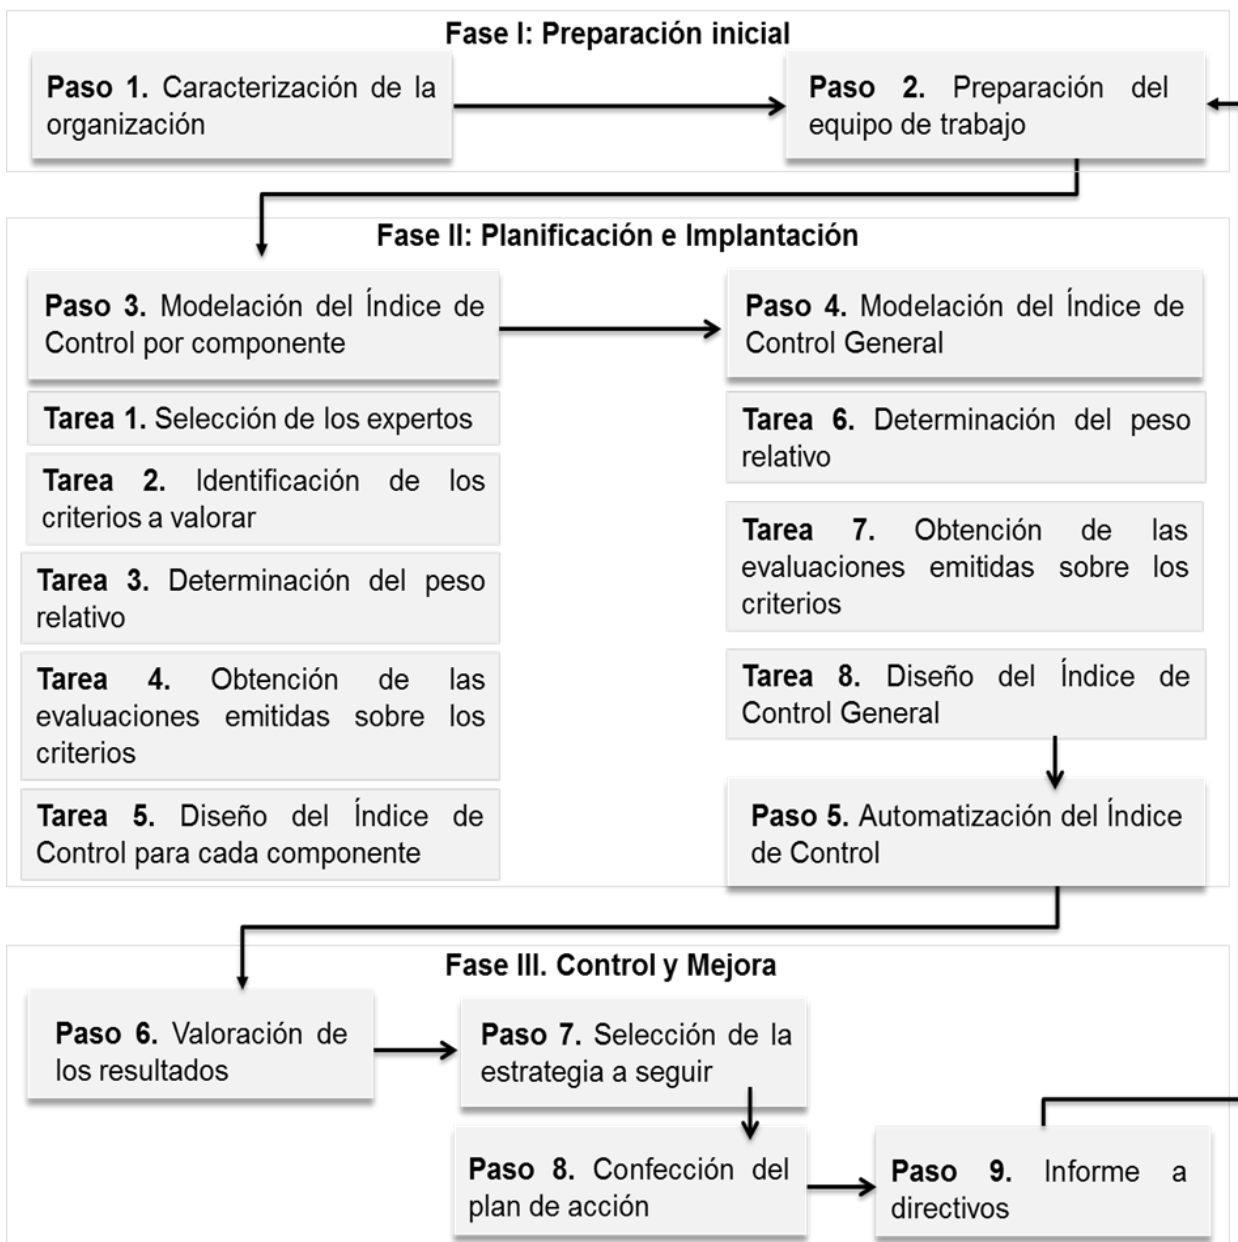 Fase I: Preparación inicial
Paso 1. Caracterización de la
organización
Paso 2. Preparación del
equipo de trabajo
Fase II: Planificación e Implantación
Paso 3. Modelación del Índice de
Control por componente
Tarea 1. Selección de los expertos
Tarea 2. Identificación de los
criterios a valorar
Tarea 3. Determinación del peso
relativo
Tarea 4. Obtención de las
evaluaciones emitidas sobre los
criterios
Tarea 5. Diseño del Índice de
Control para cada componente
Paso 4. Modelación del Índice de
Control General
Tarea 6. Determinación del peso
relativo
Tarea 7. Obtención de las
evaluaciones emitidas sobre los
criterios
Tarea 8. Diseño del Índice de
Control General
Paso 5. Automatización del Índice
de Control
Fase III. Control y Mejora
Paso 6. Valoración de
los resultados
Paso 7. Selección de la
estrategia a seguir
Paso 8. Confección del
plan de acción
Paso 9. Informe a
directivos